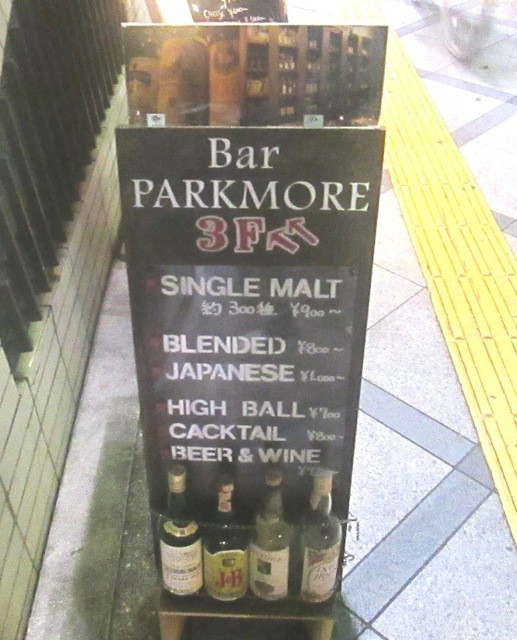 Bar
PARKMORE
3F
SINGLE MALT
約300種 ¥900~
BLENDED ¥800~
JAPANESE ¥1.000~
HIGH BALL ¥700
CACKTAIL ¥800~
BEER & WINE
J&B